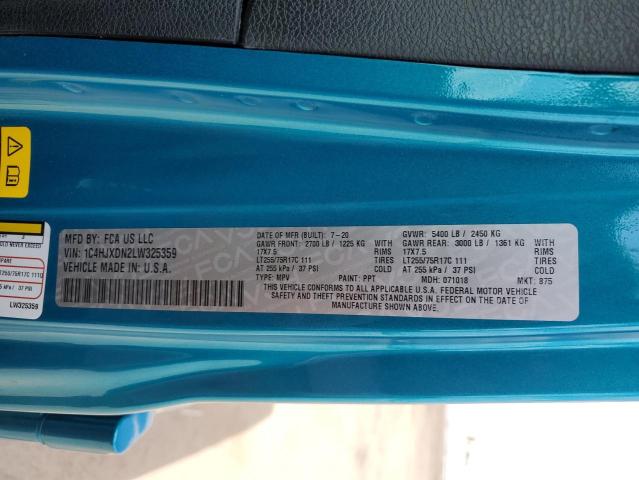 MFD BY: FCA US LLC
VIN: 1C4HJXDN2LW325359
VEHICLE MADE IN U.S.A.
DATE OF MFR (BUILT): 7-20
GAWR FRONT: 2700 LB / 1225 KG
WITH
17X7.5
RIMS
LT255/75R17C 111
TIRES
AT 255 kPa / 37 PSI
GVWR: 5400 LB / 2450 KG
GAWR REAR: 3000 LB / 1361 KG
WITH
17X7.5
RIMS
LT255/75R17C 111
TIRES
AT 255 kPa / 37 PSI
TYPE: MPV
PAINT: PPT
MDH: 071018
MKT: 875
THIS VEHICLE CONFORMS TO ALL APPLICABLE U.S.A. FEDERAL MOTOR VEHICLE
SAFETY AND THEFT PREVENTION STANDARDS IN EFFECT ON THE DATE OF
MANUFACTURE SHOWN ABOVE.
never exceed
LW325359